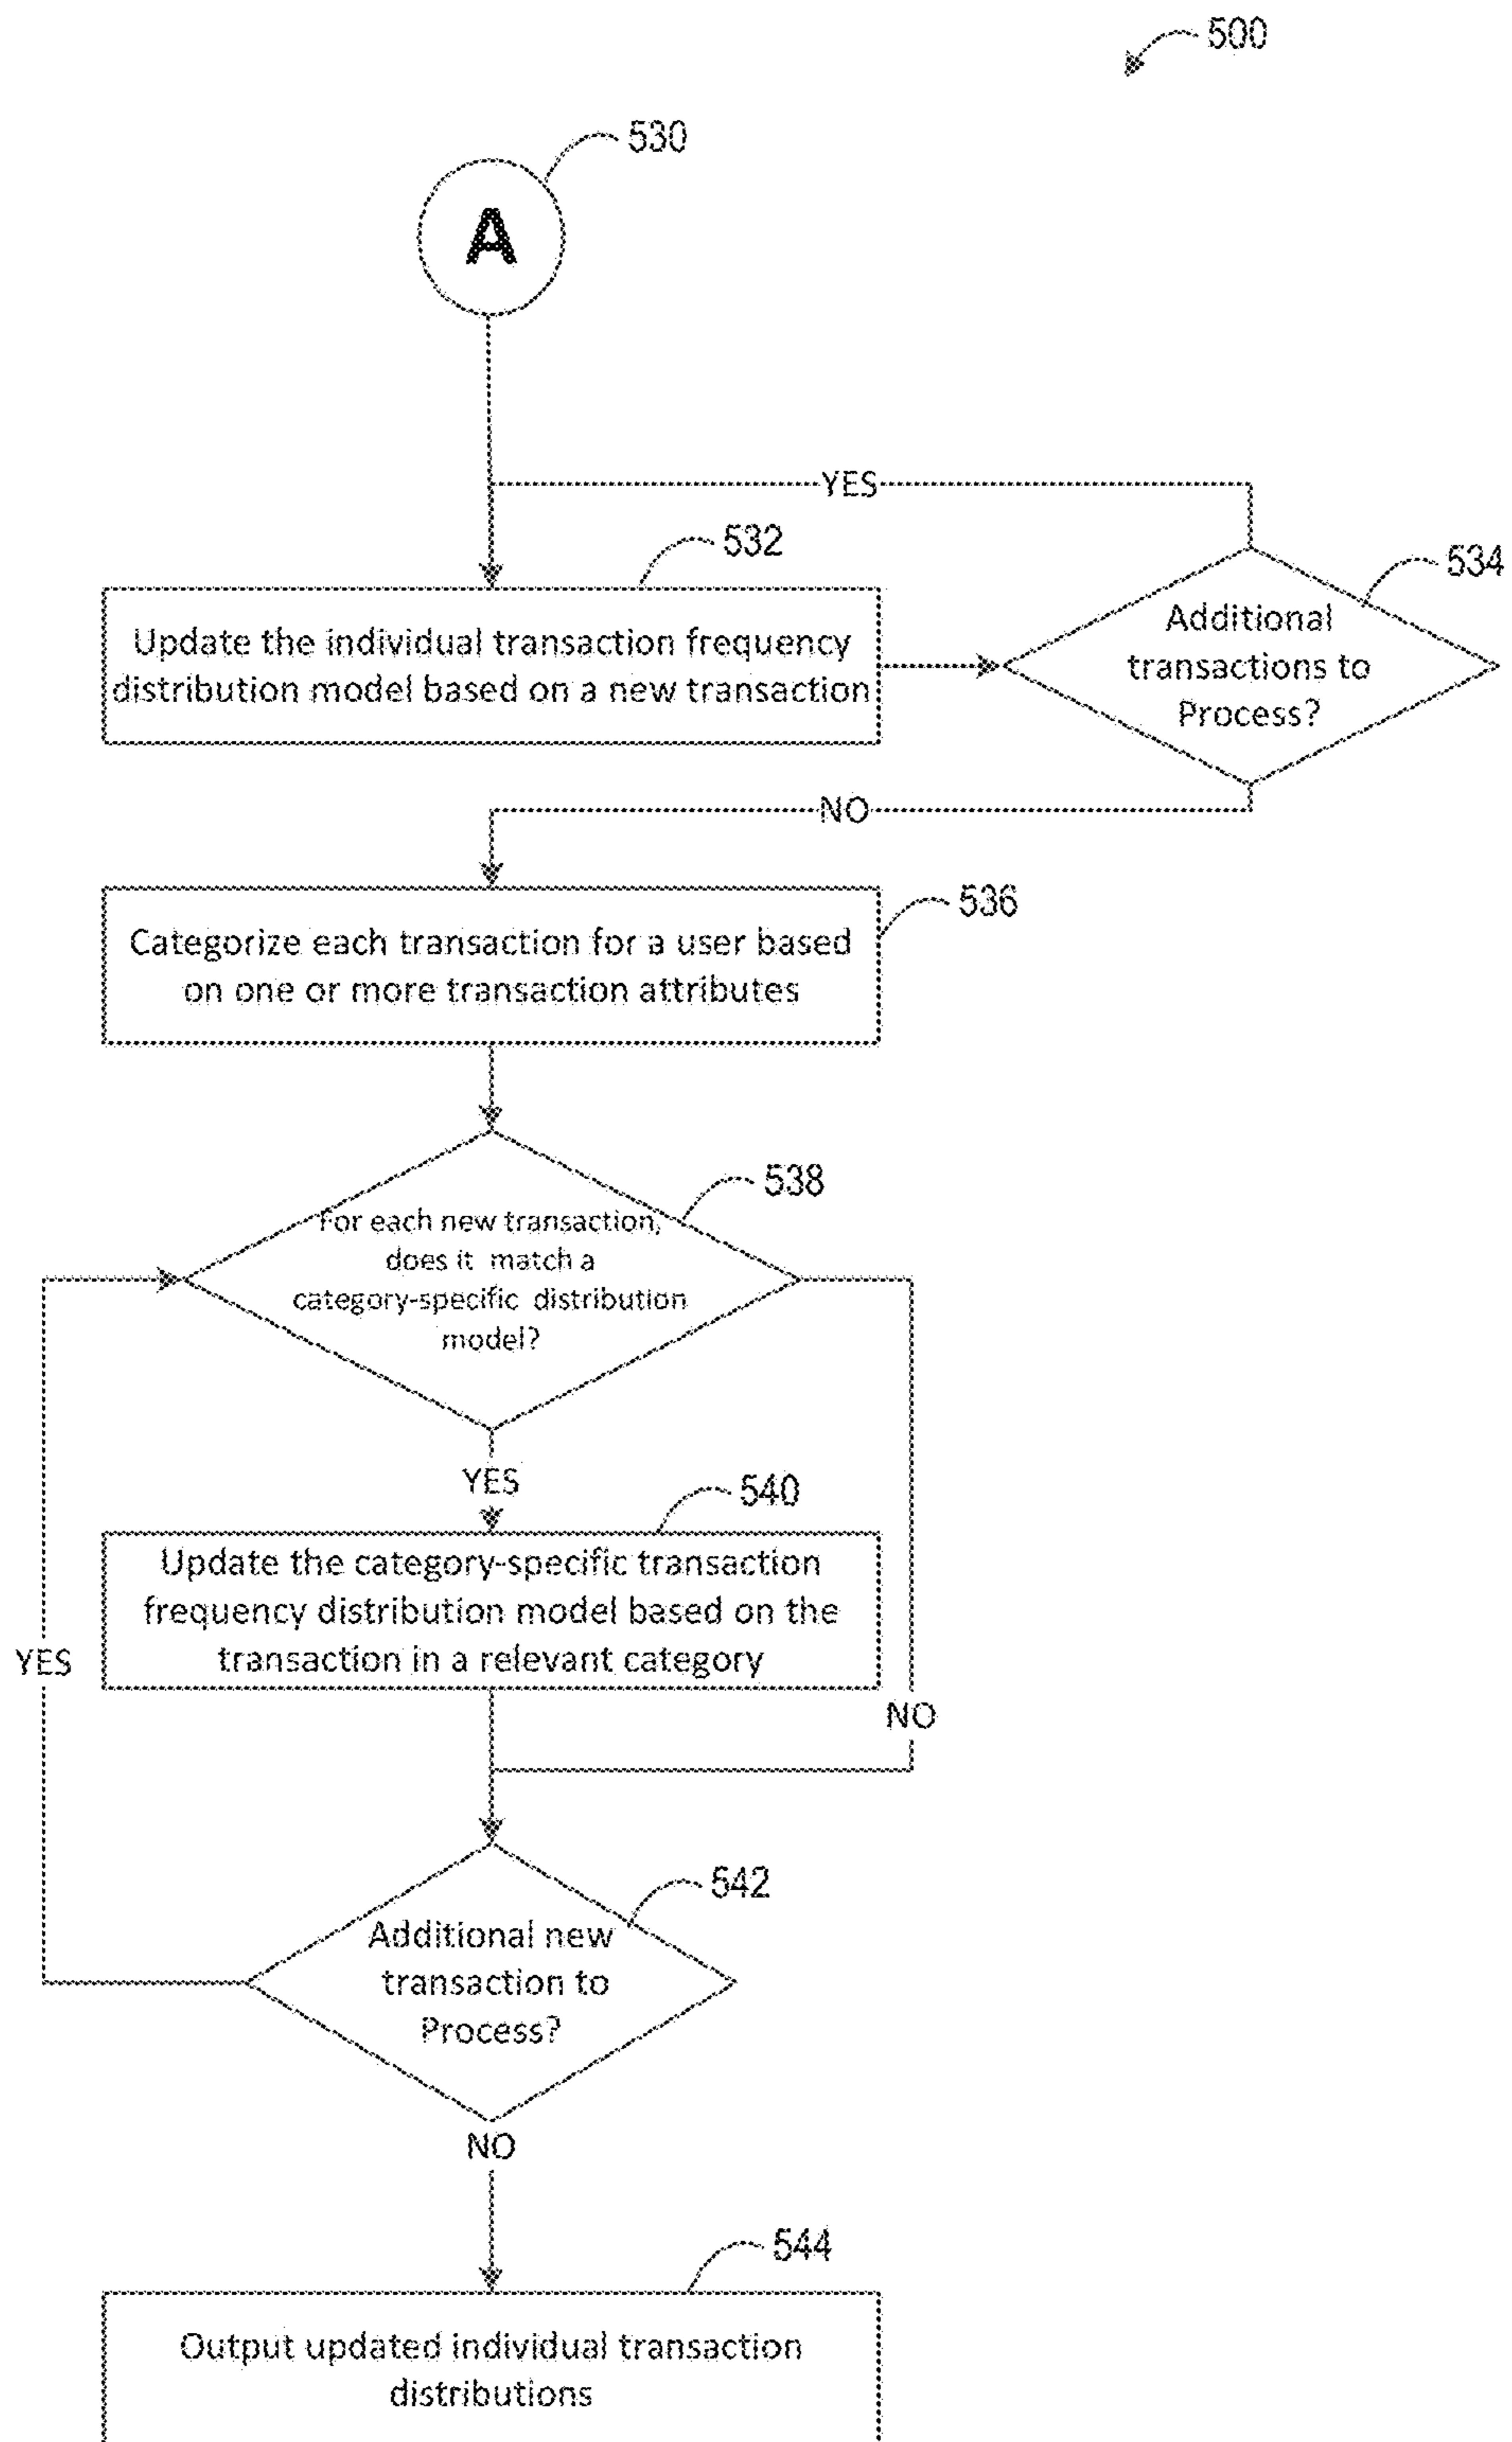 500
530
A
YES
532
534
Update the individual transaction frequency
distribution model based on a new transaction
Additional
transactions to
Process?
NO
536
Categorize each transaction for a user based
on one or more transaction attributes
538
For each new transaction,
does it match a
category-specific distribution
model?
YES
540
Update the category-specific transaction
frequency distribution model based on the
transaction in a relevant category
YES
NO
542
Additional new
transaction to
Process?
NO
544
Output updated individual transaction
distributions